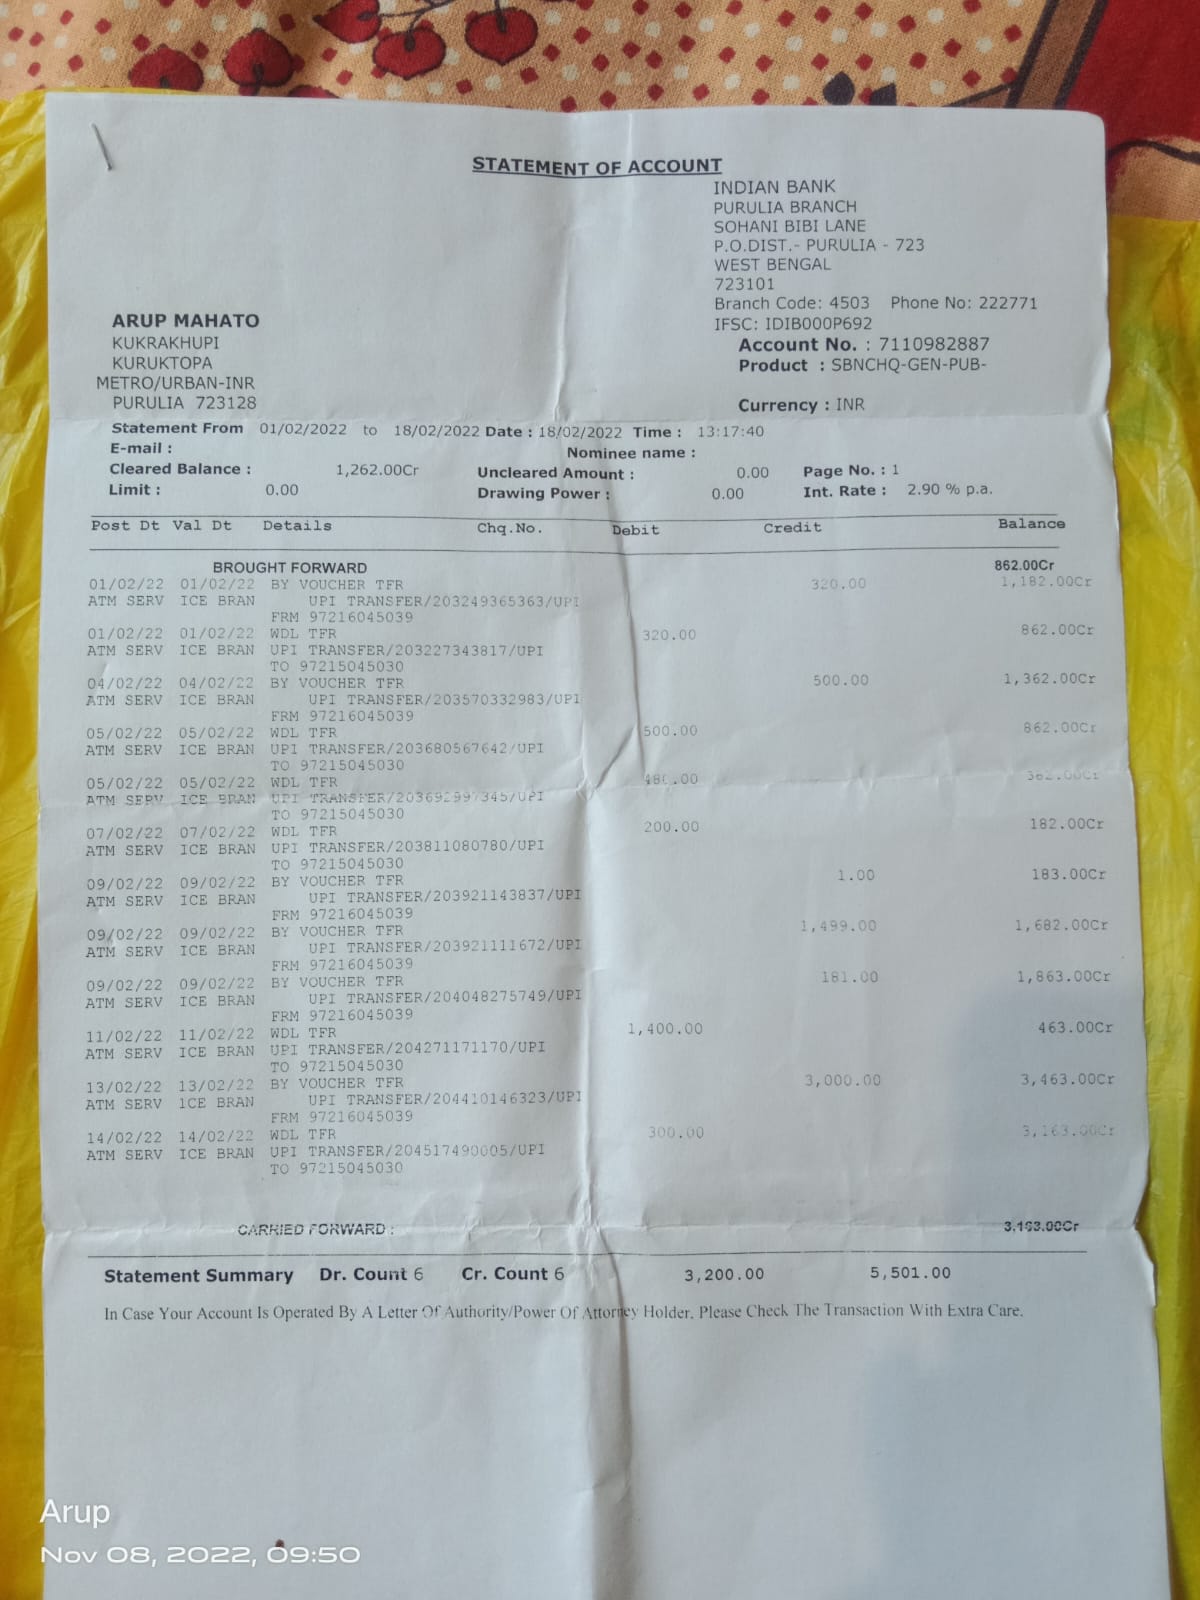 STATEMENT OF ACCOUNT
INDIAN BANK
PURULIA BRANCH
SOHANI BIBI LANE
P.O.DIST.- PURULIA - 723
WEST BENGAL
723101
Branch Code: 4503 Phone No: 222771
IFSC: IDIB000P692
ARUP MAHATO
KUKRAKHUPI
KURUKTOPA
METRO/URBAN-INR
PURULIA 723128
Account No. : 7110982887
Product : SBNCHQ-GEN-PUB-
Currency : INR
Statement From 01/02/2022 to 18/02/2022 Date : 18/02/2022 Time : 13:17:40
E-mail : Nominee name :
Cleared Balance : 1,262.00Cr Uncleared Amount : 0.00 Page No. : 1
Limit : 0.00 Drawing Power : 0.00 Int. Rate : 2.90 % p.a.
Post Dt Val Dt Details Chq.No. Debit Credit Balance
BROUGHT FORWARD 862.00Cr
01/02/22 01/02/22 BY VOUCHER TFR 320.00 1,182.00Cr
ATM SERV ICE BRAN UPI TRANSFER/203249365363/UPI
FRM 97216045039
01/02/22 01/02/22 WDL TFR 320.00 862.00Cr
ATM SERV ICE BRAN UPI TRANSFER/203227343817/UPI
TO 97215045030
04/02/22 04/02/22 BY VOUCHER TFR 500.00 1,362.00Cr
ATM SERV ICE BRAN UPI TRANSFER/203570332983/UPI
FRM 97216045039
05/02/22 05/02/22 WDL TFR 500.00 862.00Cr
ATM SERV ICE BRAN UPI TRANSFER/203680567642/UPI
TO 97215045030
05/02/22 05/02/22 WDL TFR
ATM SERV ICE BRAN
TO 97215045030
07/02/22 07/02/22 WDL TFR 200.00 182.00Cr
ATM SERV ICE BRAN UPI TRANSFER/203811080780/UPI
TO 97215045030
09/02/22 09/02/22 BY VOUCHER TFR 1.00 183.00Cr
ATM SERV ICE BRAN UPI TRANSFER/203921143837/UPI
FRM 97216045039
09/02/22 09/02/22 BY VOUCHER TFR 1,499.00 1,682.00Cr
ATM SERV ICE BRAN UPI TRANSFER/203921111672/UPI
FRM 97216045039
09/02/22 09/02/22 BY VOUCHER TFR 181.00 1,863.00Cr
ATM SERV ICE BRAN UPI TRANSFER/204048275749/UPI
FRM 97216045039
11/02/22 11/02/22 WDL TFR 1,400.00 463.00Cr
ATM SERV ICE BRAN UPI TRANSFER/204271171170/UPI
TO 97215045030
13/02/22 13/02/22 BY VOUCHER TFR 3,000.00 3,463.00Cr
ATM SERV ICE BRAN UPI TRANSFER/204410146323/UPI
FRM 97216045039
14/02/22 14/02/22 WDL TFR 300.00 3,163.00Cr
ATM SERV ICE BRAN UPI TRANSFER/204517490005/UPI
TO 97215045030
CARRIED FORWARD : 3,163.00Cr
Statement Summary Dr. Count 6 Cr. Count 6 3,200.00 5,501.00
In Case Your Account Is Operated By A Letter Of Authority/Power Of Attorney Holder, Please Check The Transaction With Extra Care.
Arup
Nov 08, 2022, 09:50